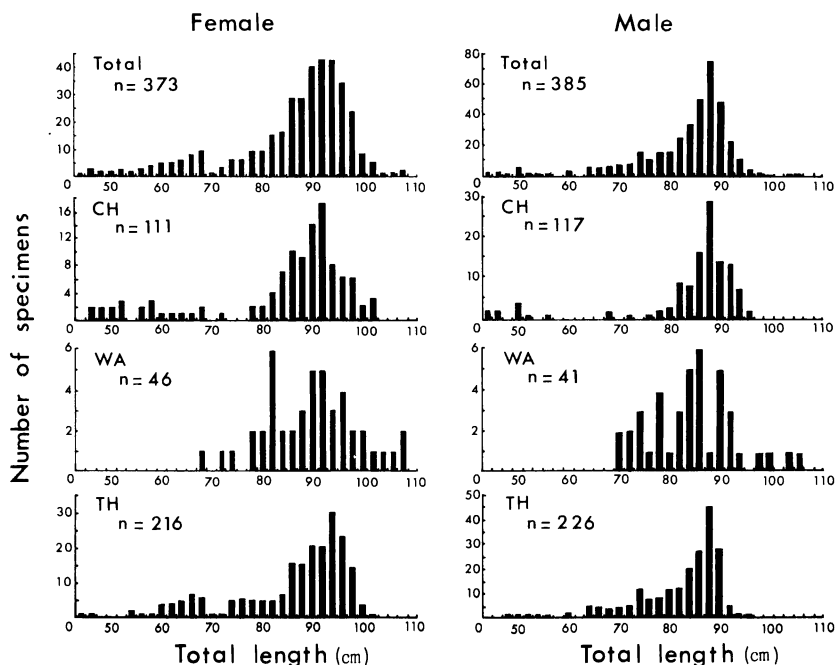 Female
Male
Number of specimens
Total
n= 373
40
30
20
10
0 50 60 70 80 90 100 110
Total
n= 385
80
60
40
20
0 50 60 70 80 90 100 110
CH
n= 111
16
12
8
4
0 50 60 70 80 90 100 110
CH
n= 117
30
20
10
0 50 60 70 80 90 100 110
WA
n= 46
6
4
2
0 50 60 70 80 90 100 110
WA
n= 41
6
4
2
0 50 60 70 80 90 100 110
TH
n= 216
30
20
10
0 50 60 70 80 90 100 110
TH
n= 226
50
40
30
20
10
0 50 60 70 80 90 100 110
Total length (cm)
Total length (cm)